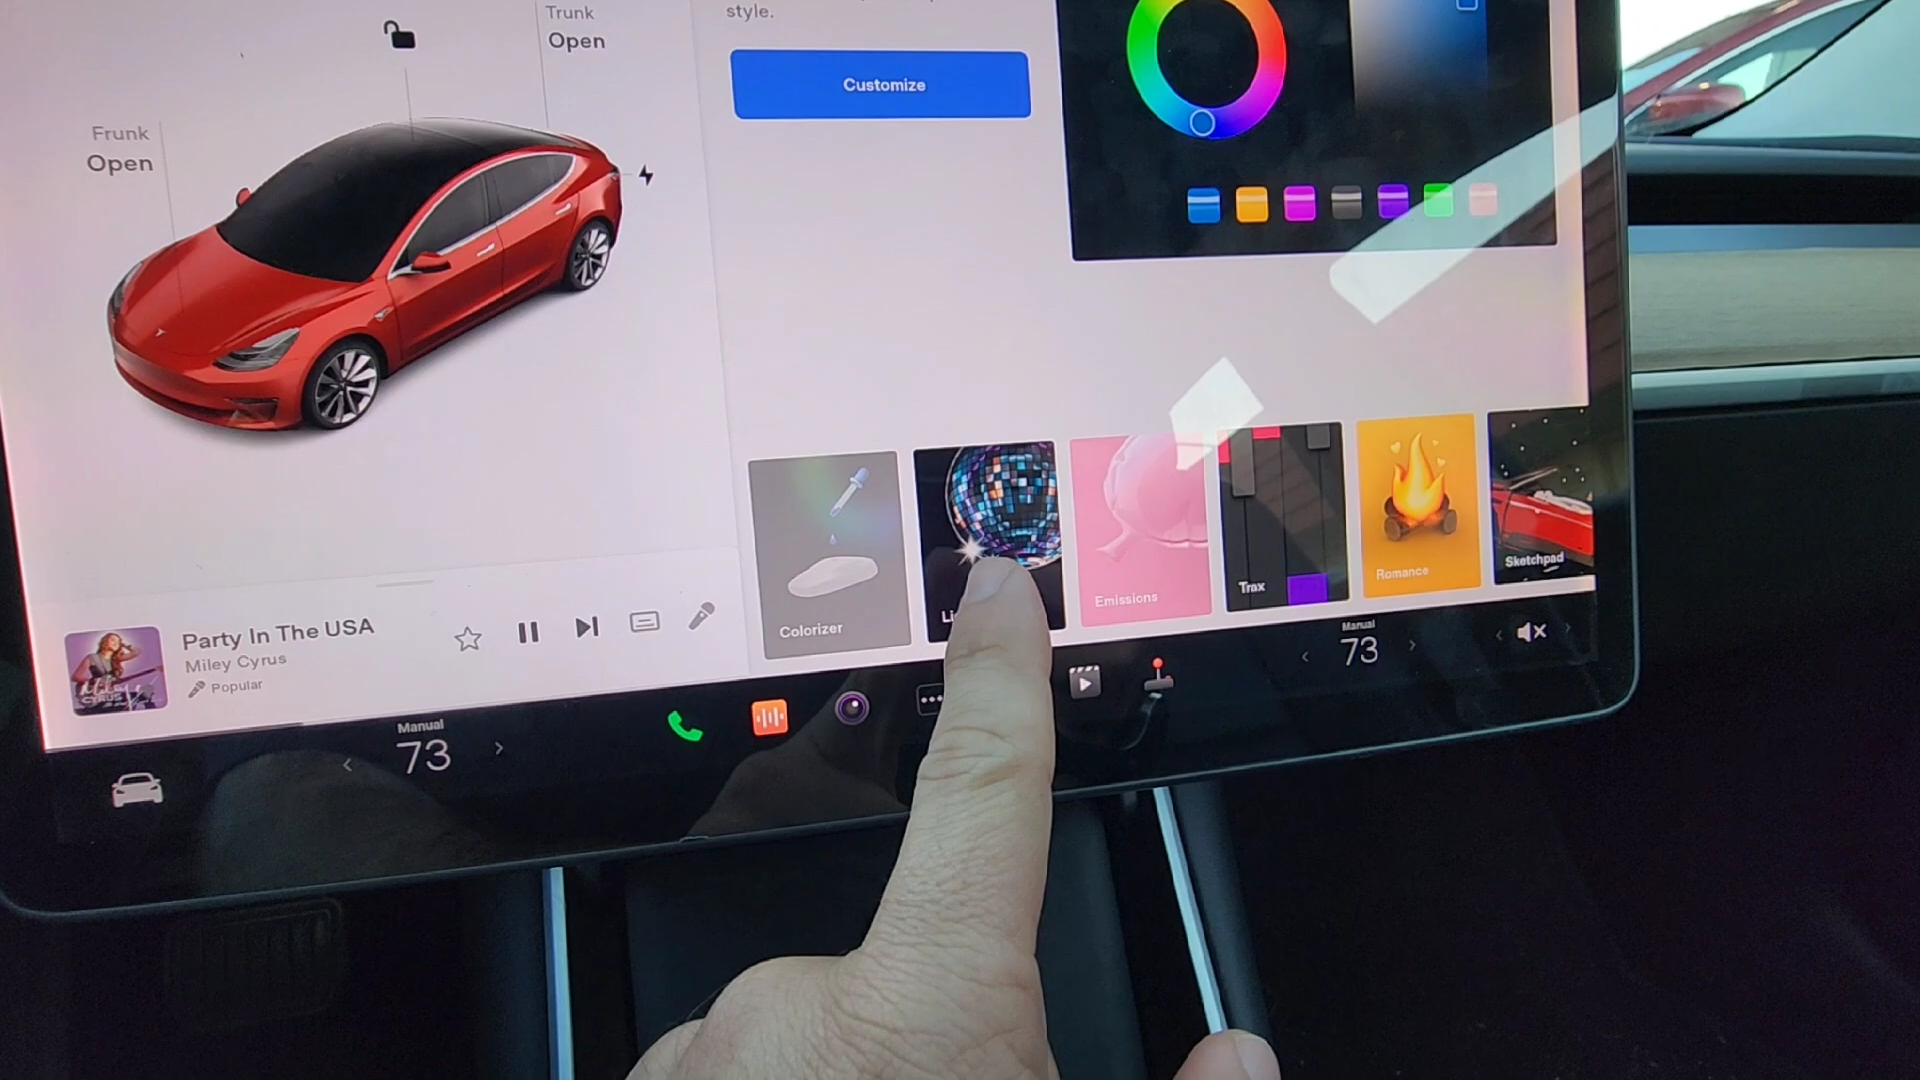 Trunk
Open
style.
Customize
Frunk
Open
Party In The USA
Miley Cyrus
Popular
Colorizer
Emissions
Trax
Romance
Sketchpad
Manual
73
Manual
73